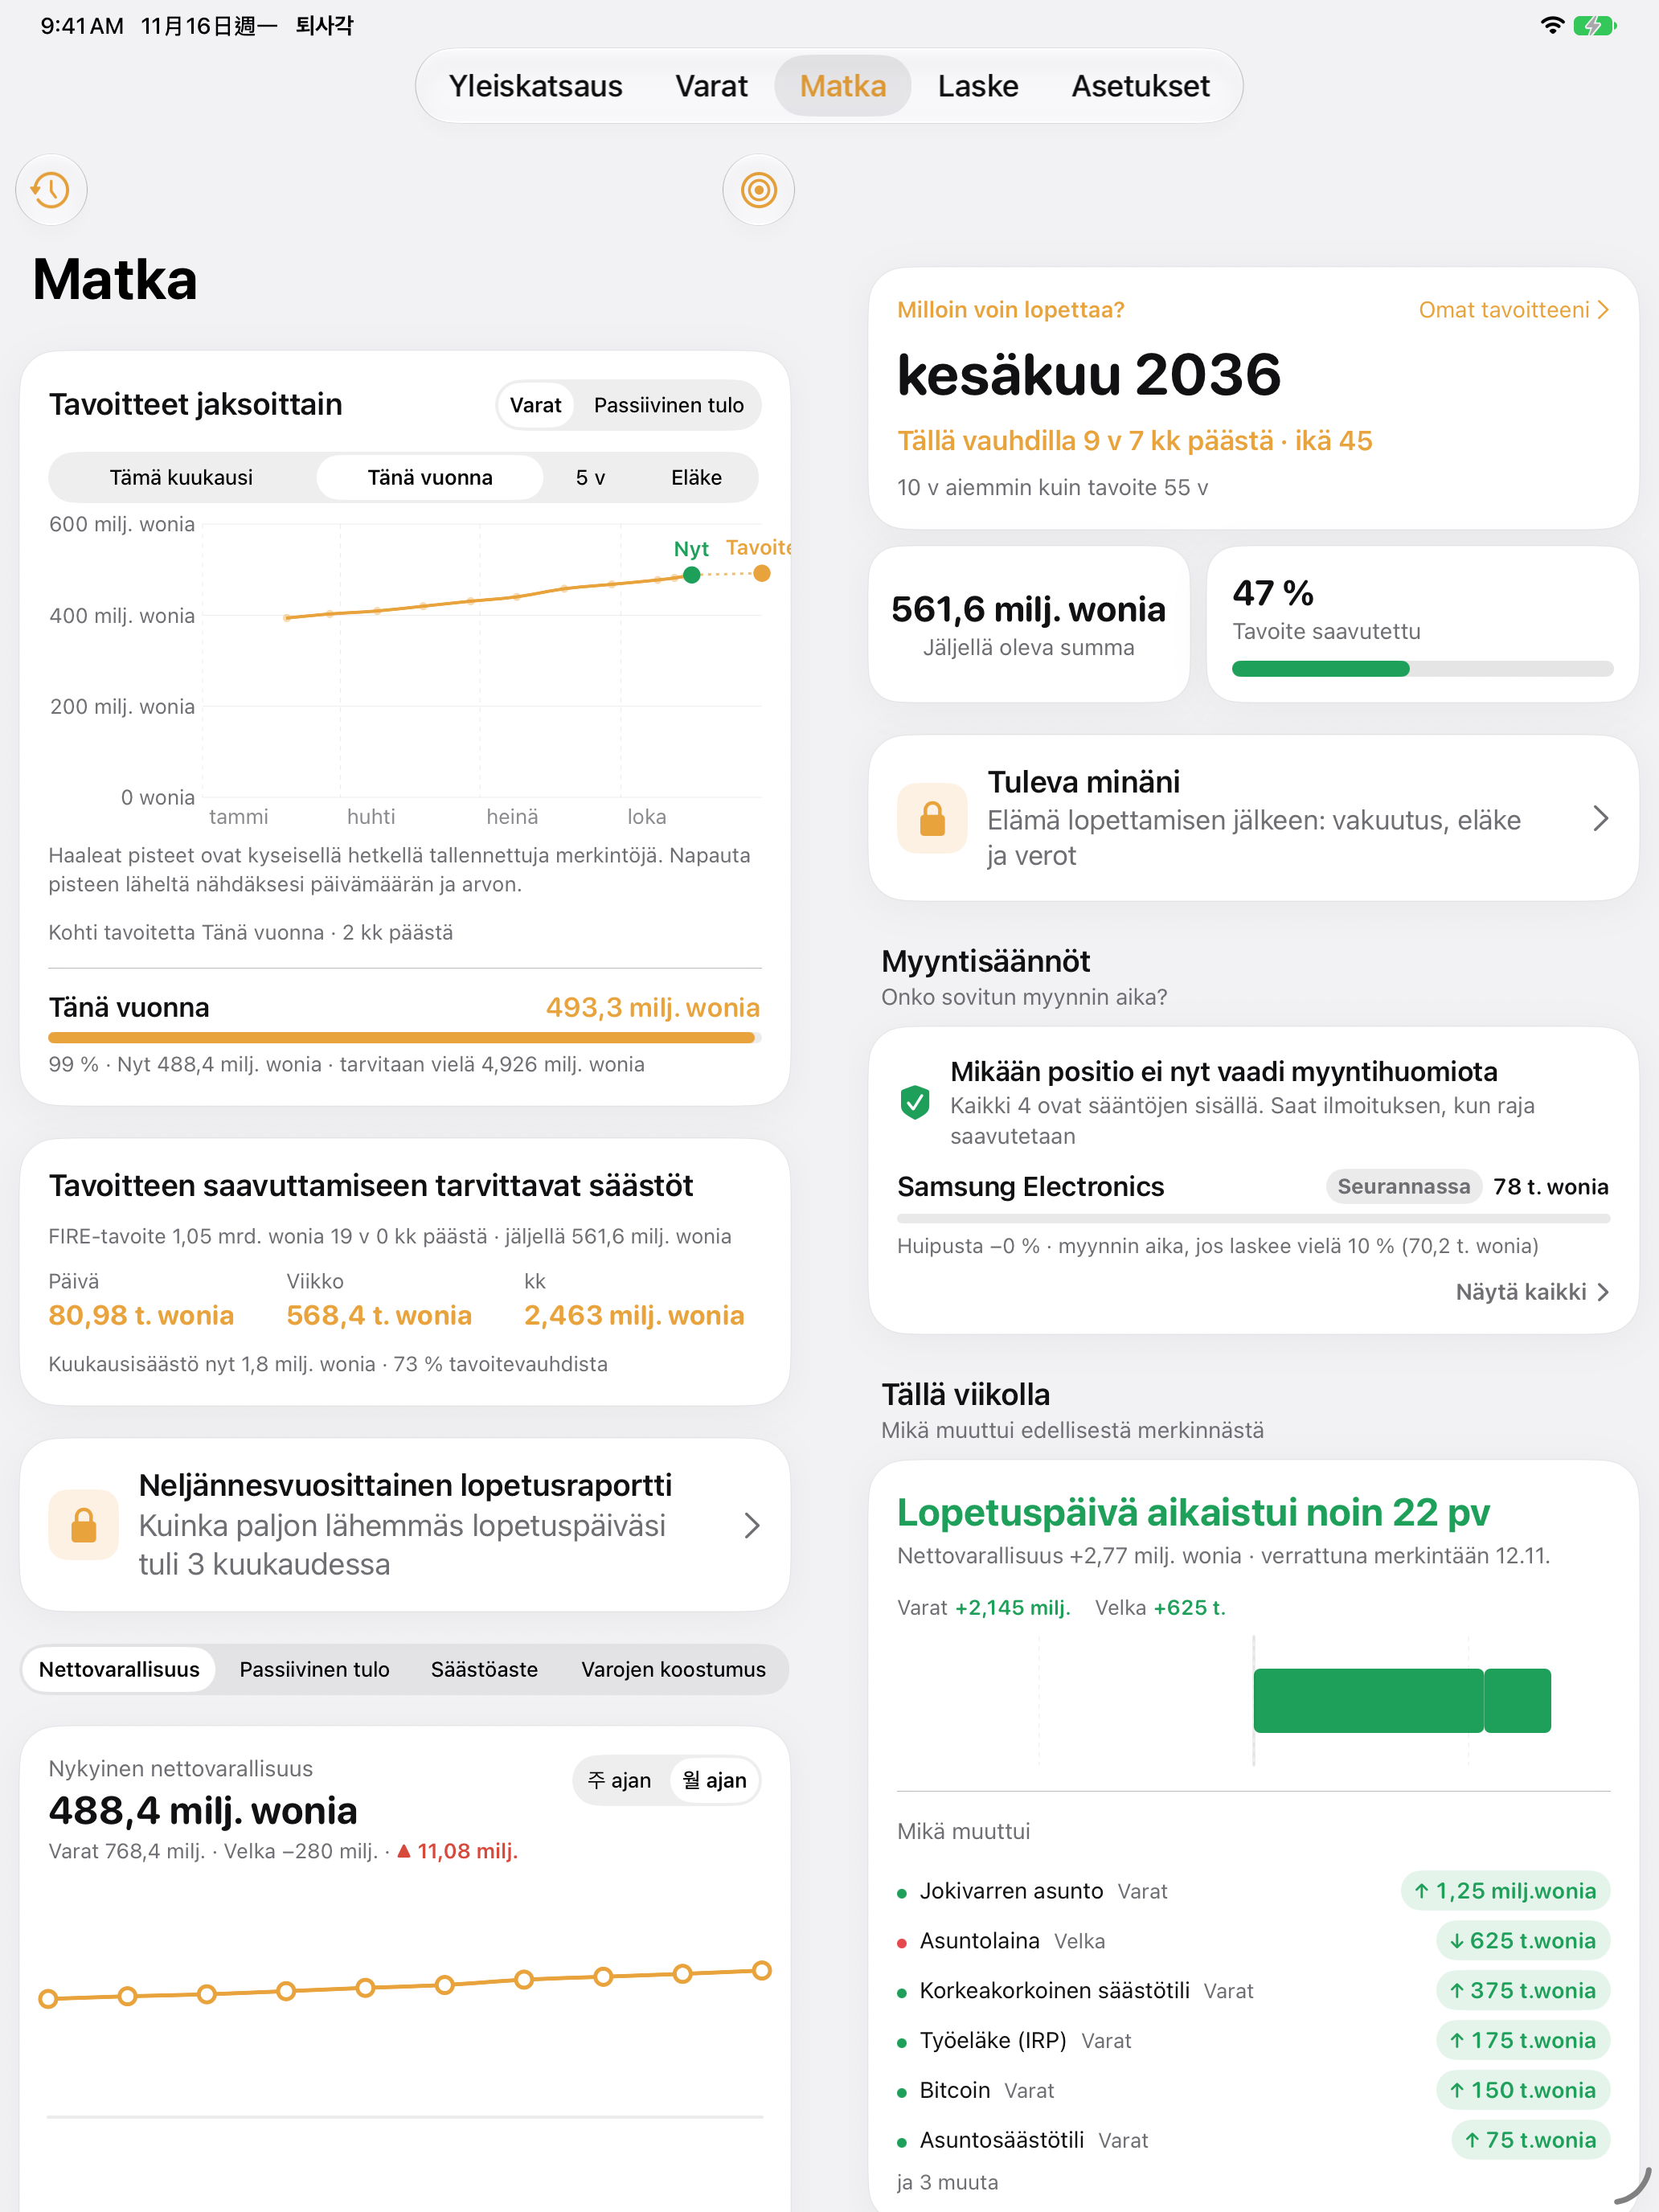 9:41 AM 11月16日週一 퇴사각
Yleiskatsaus Varat Matka Laske Asetukset
Matka
Tavoitteet jaksoittain
Varat Passiivinen tulo
Tämä kuukausi Tänä vuonna 5 v Eläke
600 milj. wonia
400 milj. wonia
200 milj. wonia
0 wonia
Nyt Tavoite
tammi huhti heinä loka
Haaleat pisteet ovat kyseisellä hetkellä tallennettuja merkintöjä. Napauta
pisteen läheltä nähdäksesi päivämäärän ja arvon.
Kohti tavoitetta Tänä vuonna · 2 kk päästä
Tänä vuonna 493,3 milj. wonia
99 % · Nyt 488,4 milj. wonia · tarvitaan vielä 4,926 milj. wonia
Tavoitteen saavuttamiseen tarvittavat säästöt
FIRE-tavoite 1,05 mrd. wonia 19 v 0 kk päästä · jäljellä 561,6 milj. wonia
Päivä Viikko kk
80,98 t. wonia 568,4 t. wonia 2,463 milj. wonia
Kuukausisäästö nyt 1,8 milj. wonia · 73 % tavoitevauhdista
Neljännesvuosittainen lopetusraportti
Kuinka paljon lähemmäs lopetuspäiväsi
tuli 3 kuukaudessa
Nettovarallisuus Passiivinen tulo Säästöaste Varojen koostumus
Nykyinen nettovarallisuus
주 ajan 월 ajan
488,4 milj. wonia
Varat 768,4 milj. · Velka −280 milj. · ▲ 11,08 milj.
Milloin voin lopettaa? Omat tavoitteeni
kesäkuu 2036
Tällä vauhdilla 9 v 7 kk päästä · ikä 45
10 v aiemmin kuin tavoite 55 v
561,6 milj. wonia
Jäljellä oleva summa
47 %
Tavoite saavutettu
Tuleva minäni
Elämä lopettamisen jälkeen: vakuutus, eläke
ja verot
Myyntisäännöt
Onko sovitun myynnin aika?
Mikään positio ei nyt vaadi myyntihuomiota
Kaikki 4 ovat sääntöjen sisällä. Saat ilmoituksen, kun raja
saavutetaan
Samsung Electronics Seurannassa 78 t. wonia
Huipusta −0 % · myynnin aika, jos laskee vielä 10 % (70,2 t. wonia)
Näytä kaikki
Tällä viikolla
Mikä muuttui edellisestä merkinnästä
Lopetuspäivä aikaistui noin 22 pv
Nettovarallisuus +2,77 milj. wonia · verrattuna merkintään 12.11.
Varat +2,145 milj. Velka +625 t.
Mikä muuttui
Jokivarren asunto Varat ↑ 1,25 milj.wonia
Asuntolaina Velka ↓ 625 t.wonia
Korkeakorkoinen säästötili Varat ↑ 375 t.wonia
Työeläke (IRP) Varat ↑ 175 t.wonia
Bitcoin Varat ↑ 150 t.wonia
Asuntosäästötili Varat ↑ 75 t.wonia
ja 3 muuta